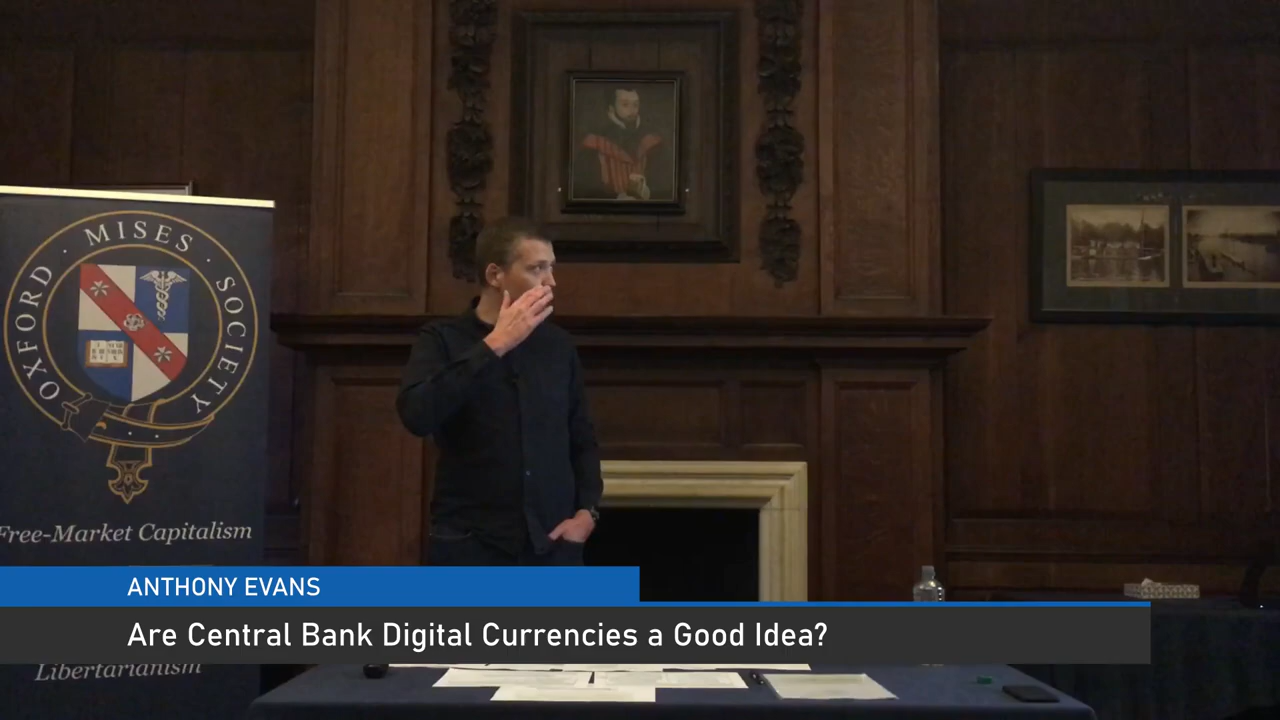 OXFORD · MISES · SOCIETY
Free-Market Capitalism
ANTHONY EVANS
Are Central Bank Digital Currencies a Good Idea?
Libertarianism